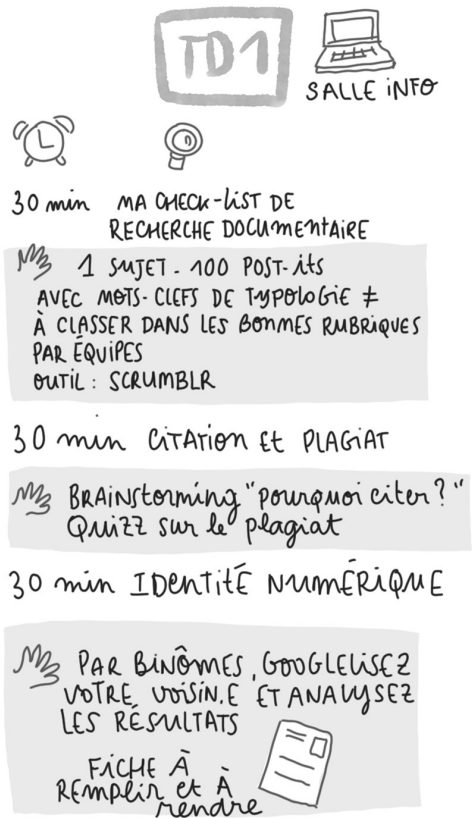 TD1
SALLE iNFO
30 min MA CHECK-LiST DE
RECHERCHE DOCUMENTAIRE
1 SUJET - 100 POST-its
AVEC MOTS-CLEFS DE TYPOLOGIE ≠
À CLASSER DANS LES BONNES RUBRIQUES
PAR ÉQUIPES
OUTIL : SCRUMBLR
30 min CITATION Et PLAGIAT
BRAINStorming "pourquoi citer ?"
Quizz sur le plagiat
30 min IDENTITÉ NUMÉRIQUE
PAR BINÔMES, GOOGLELISEZ
VOTRE VOISIN.E ET ANALYSEZ
LES RÉSULTATS
FICHE À
REMPLIR et À
rendre